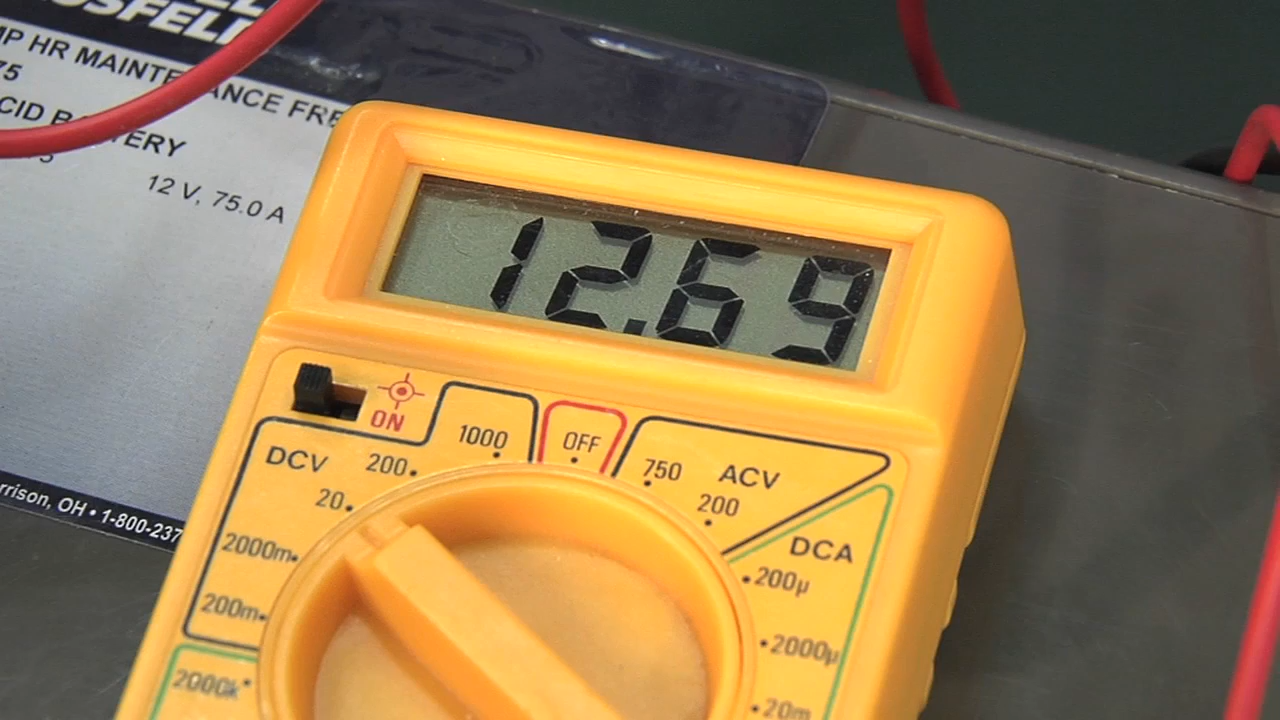 MP HR MAINTE ANCE FRE
75
CID B TTERY
12 V, 75.0 A
rrison, OH • 1-800-237
12.69
ON
DCV
1000
OFF
750
ACV
200
200
20
2000m
200m
2000k
DCA
200µ
2000µ
20m